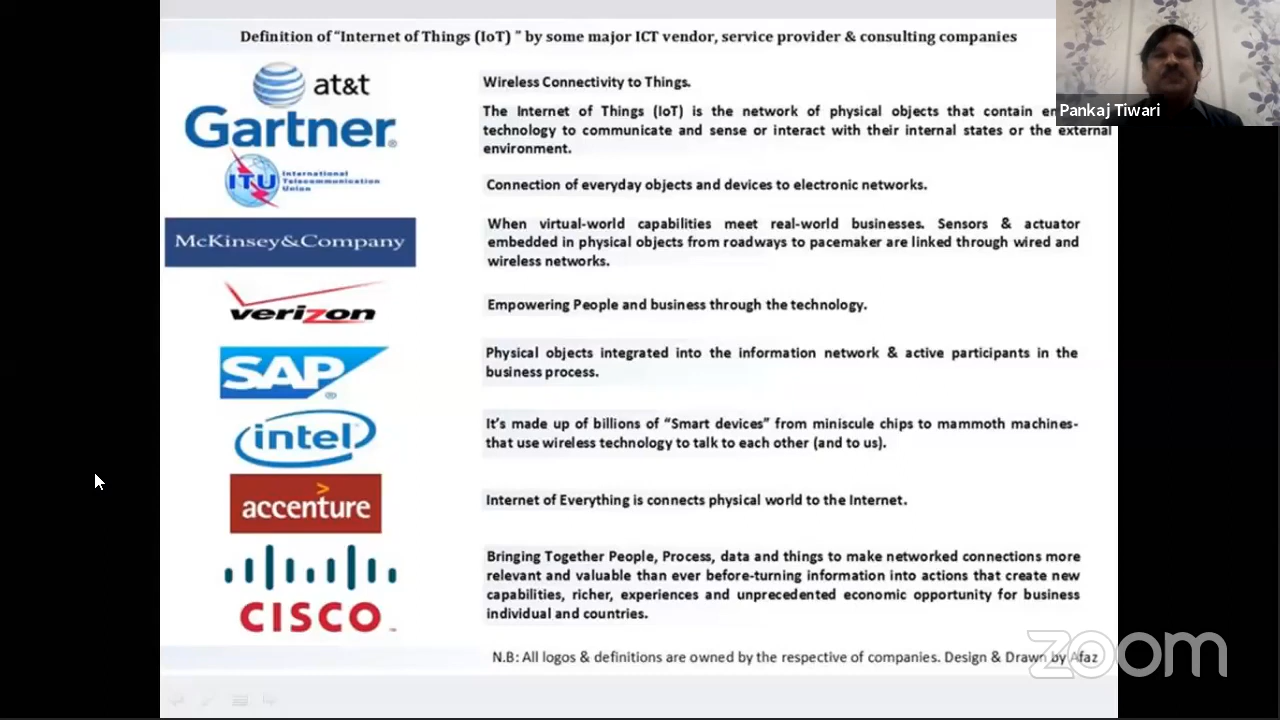 Definition of “Internet of Things (IoT) ” by some major ICT vendor, service provider & consulting companies
at&t
Wireless Connectivity to Things.
Gartner®
The Internet of Things (IoT) is the network of physical objects that contain
technology to communicate and sense or interact with their internal states or the external
environment.
ITU
International
Telecommunication
Union
Connection of everyday objects and devices to electronic networks.
McKinsey&Company
When virtual-world capabilities meet real-world businesses. Sensors & actuator
embedded in physical objects from roadways to pacemaker are linked through wired and
wireless networks.
verizon
Empowering People and business through the technology.
SAP®
Physical objects integrated into the information network & active participants in the
business process.
intel
It’s made up of billions of “Smart devices” from miniscule chips to mammoth machines-
that use wireless technology to talk to each other (and to us).
accenture
Internet of Everything is connects physical world to the Internet.
CISCO™
Bringing Together People, Process, data and things to make networked connections more
relevant and valuable than ever before-turning information into actions that create new
capabilities, richer, experiences and unprecedented economic opportunity for business
individual and countries.
N.B: All logos & definitions are owned by the respective of companies. Design & Drawn by Afaz
Pankaj Tiwari
zoom